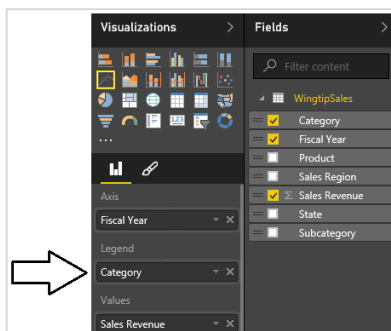 Visualizations
Fields
Filter content
WingtipSales
Category
Fiscal Year
Product
Sales Region
Σ Sales Revenue
State
Subcategory
Axis
Fiscal Year
Legend
Category
Values
Sales Revenue